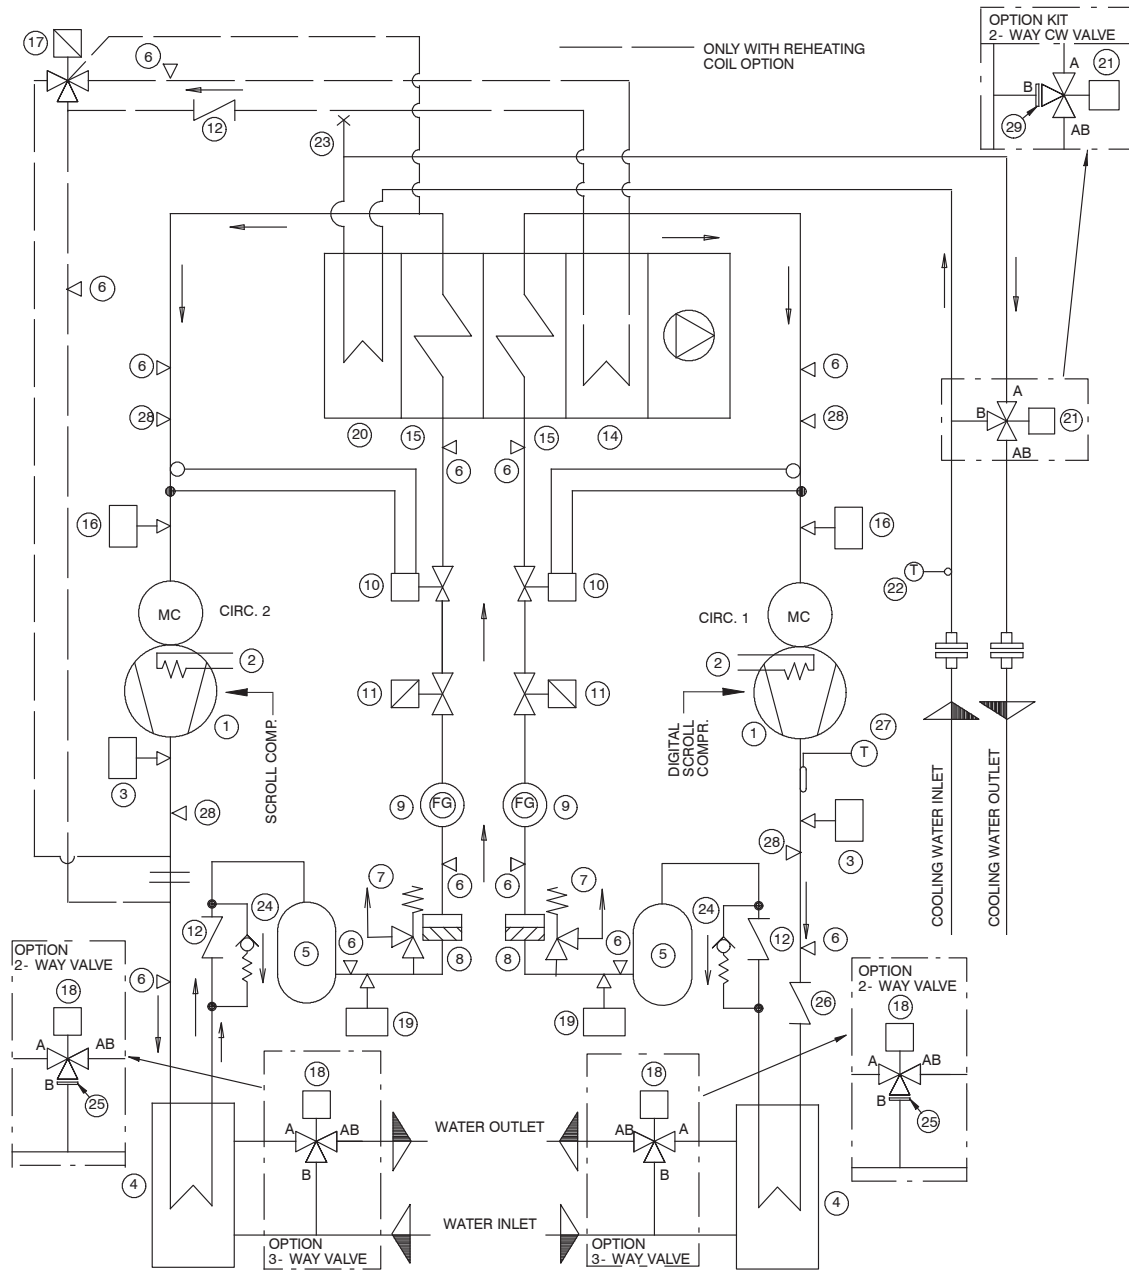 OPTION KIT
2- WAY CW VALVE
17
6
ONLY WITH REHEATING
COIL OPTION
A
21
B
29
AB
12
23
6
6
28
6
28
20
15
15
14
6
6
A
B
21
AB
16
16
10
10
T
22
MC
CIRC. 2
CIRC. 1
MC
2
2
11
11
1
1
SCROLL COMP.
DIGITAL
SCROLL
COMPR.
27
T
3
3
9
FG
FG
9
COOLING WATER INLET
COOLING WATER OUTLET
28
28
7
7
6
6
24
24
12
12
5
5
6
6
6
6
8
8
OPTION
2- WAY VALVE
OPTION
2- WAY VALVE
18
18
26
19
19
A
AB
B
25
A
AB
B
25
18
18
A
AB
B
WATER OUTLET
AB
A
B
4
4
WATER INLET
OPTION
3- WAY VALVE
OPTION
3- WAY VALVE